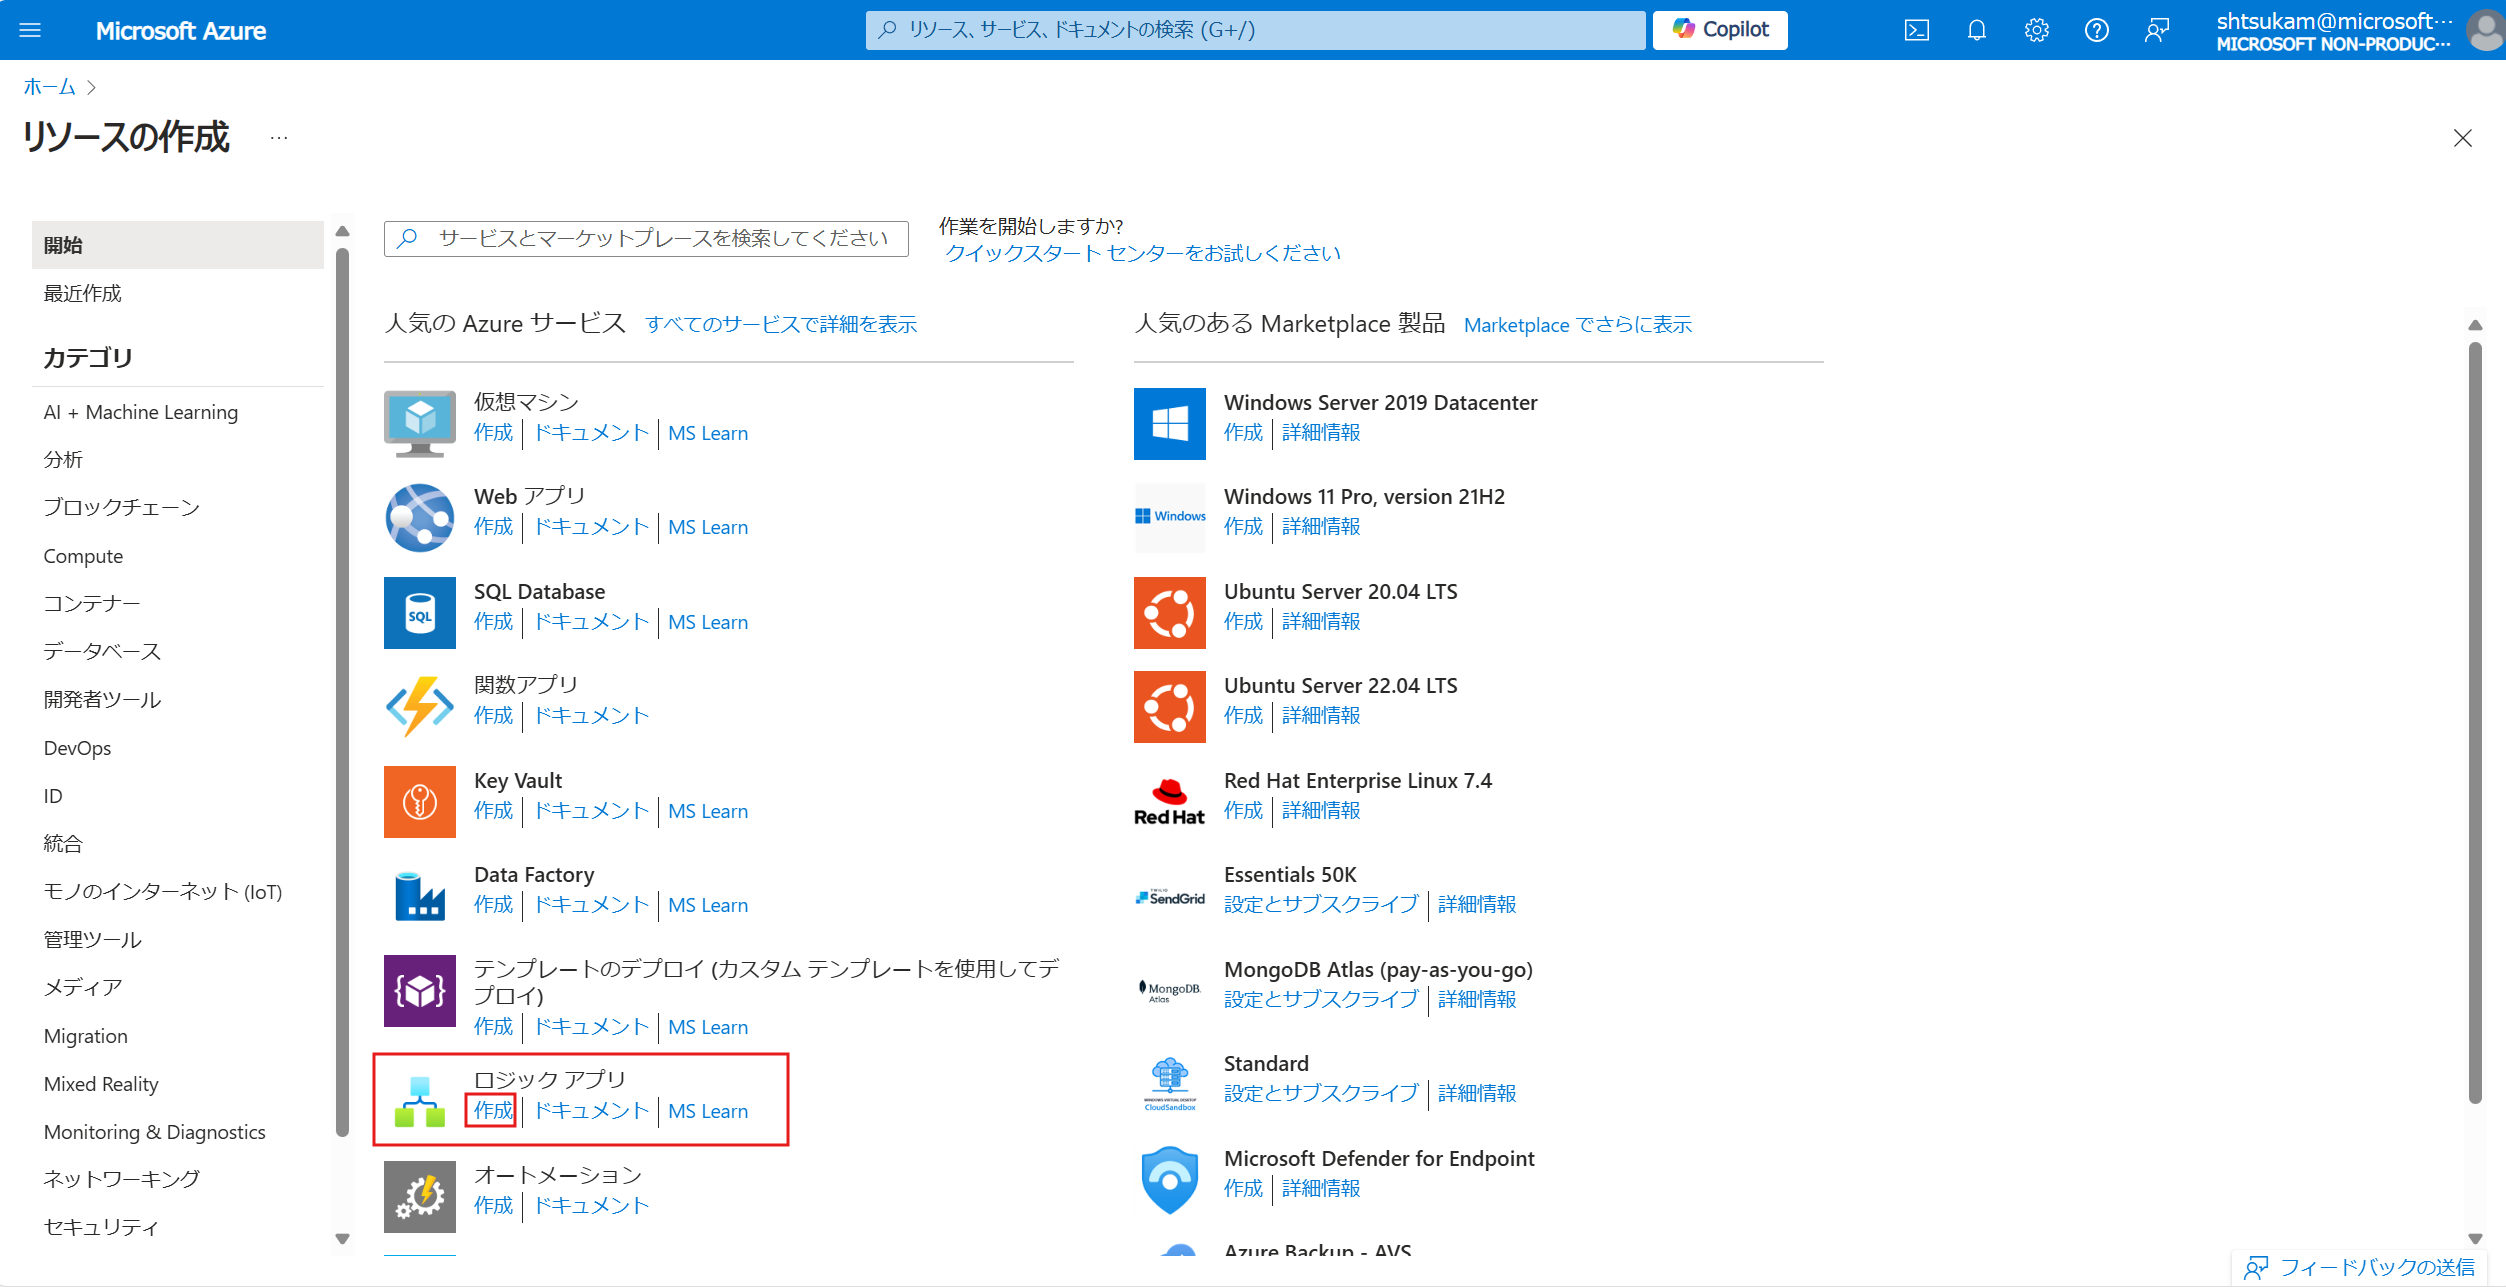 Microsoft Azure
リソース、サービス、ドキュメントの検索 (G+/)
Copilot
shtsukam@microsoft…
MICROSOFT NON-PRODUC…
ホーム
リソースの作成
…
開始
最近作成
カテゴリ
AI + Machine Learning
分析
ブロックチェーン
Compute
コンテナー
データベース
開発者ツール
DevOps
ID
統合
モノのインターネット (IoT)
管理ツール
メディア
Migration
Mixed Reality
Monitoring & Diagnostics
ネットワーキング
セキュリティ
サービスとマーケットプレースを検索してください
作業を開始しますか?
クイックスタート センターをお試しください
人気の Azure サービス すべてのサービスで詳細を表示
仮想マシン
作成 ドキュメント MS Learn
Web アプリ
作成 ドキュメント MS Learn
SQL
SQL Database
作成 ドキュメント MS Learn
関数アプリ
作成 ドキュメント
Key Vault
作成 ドキュメント MS Learn
Data Factory
作成 ドキュメント MS Learn
テンプレートのデプロイ (カスタム テンプレートを使用してデ
プロイ)
作成 ドキュメント MS Learn
ロジック アプリ
作成 ドキュメント MS Learn
オートメーション
作成 ドキュメント
人気のある Marketplace 製品 Marketplace でさらに表示
Windows Server 2019 Datacenter
作成 詳細情報
Windows
Windows 11 Pro, version 21H2
作成 詳細情報
Ubuntu Server 20.04 LTS
作成 詳細情報
Ubuntu Server 22.04 LTS
作成 詳細情報
Red Hat
Red Hat Enterprise Linux 7.4
作成 詳細情報
TWILIO
SendGrid
Essentials 50K
設定とサブスクライブ 詳細情報
MongoDB.
Atlas
MongoDB Atlas (pay-as-you-go)
設定とサブスクライブ 詳細情報
WINDOWS VIRTUAL DESKTOP
CloudSandbox
Standard
設定とサブスクライブ 詳細情報
Microsoft Defender for Endpoint
作成 詳細情報
Azure Backup - AVS
フィードバックの送信